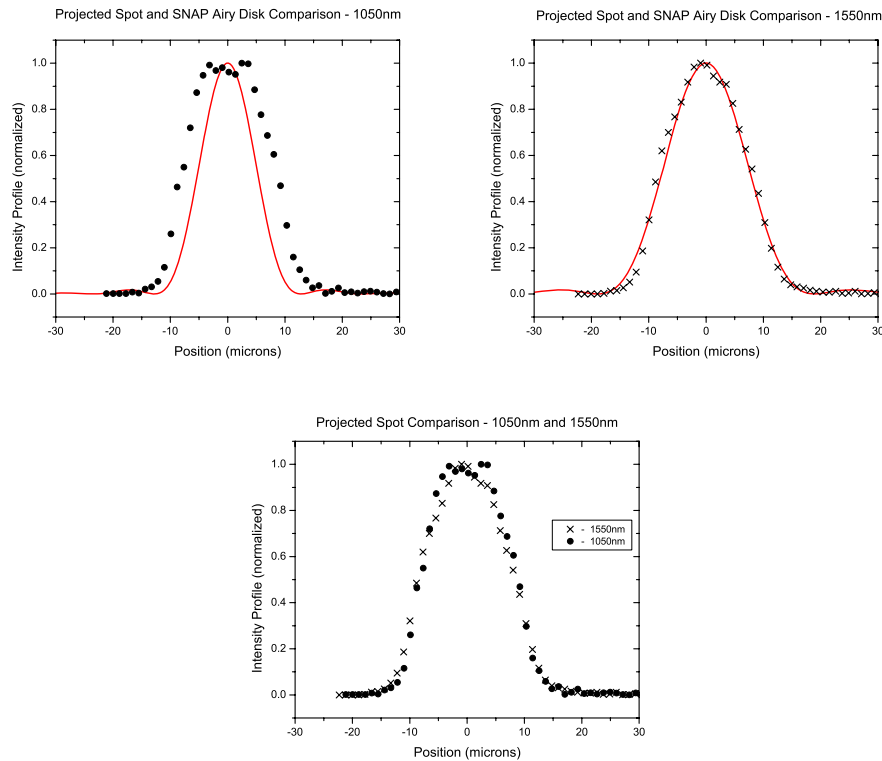 Projected Spot and SNAP Airy Disk Comparison - 1050nm
Intensity Profile (normalized)
1.0
0.8
0.6
0.4
0.2
0.0
-30 -20 -10 0 10 20 30
Position (microns)
Projected Spot and SNAP Airy Disk Comparison - 1550nm
Intensity Profile (normalized)
1.0
0.8
0.6
0.4
0.2
0.0
-30 -20 -10 0 10 20 30
Position (microns)
Projected Spot Comparison - 1050nm and 1550nm
Intensity Profile (normalized)
1.0
0.8
0.6
0.4
0.2
0.0
- 1550nm
- 1050nm
-30 -20 -10 0 10 20 30
Position (microns)